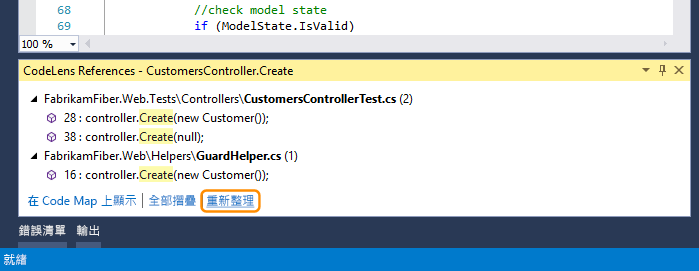 68 //check model state
69 if (ModelState.IsValid)
100 %
CodeLens References - CustomersController.Create
FabrikamFiber.Web.Tests\Controllers\CustomersControllerTest.cs (2)
28 : controller.Create(new Customer());
38 : controller.Create(null);
FabrikamFiber.Web\Helpers\GuardHelper.cs (1)
16 : controller.Create(new Customer());
在 Code Map 上顯示 | 全部摺疊 | 重新整理
錯誤清單 輸出
就緒